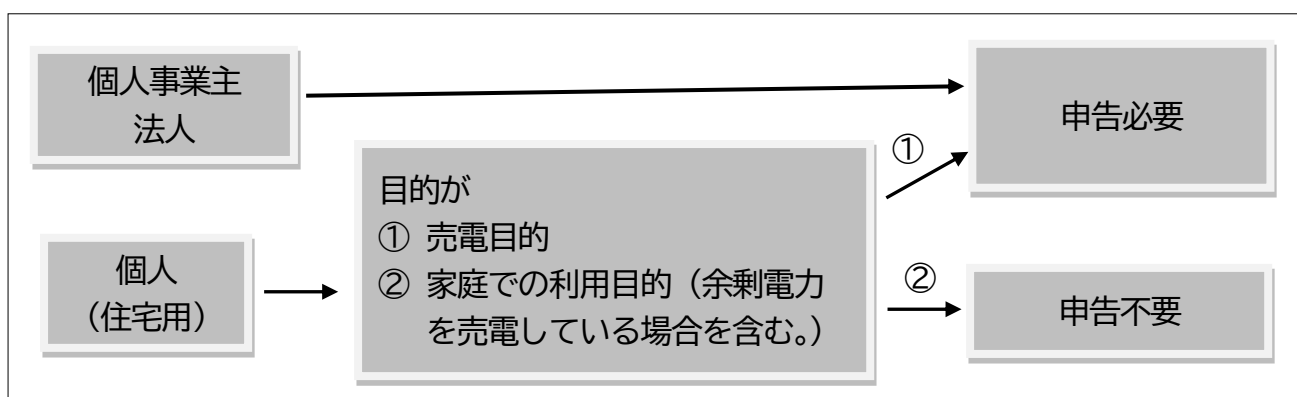 個人事業主
法人
申告必要
①
目的が
① 売電目的
② 家庭での利用目的（余剰電力
を売電している場合を含む。）
個人
（住宅用）
②
申告不要